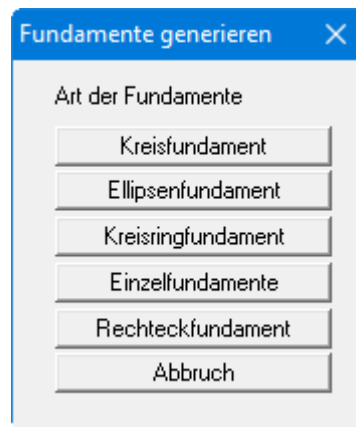 Fundamente generieren
Art der Fundamente
Kreisfundament
Ellipsenfundament
Kreisringfundament
Einzelfundamente
Rechteckfundament
Abbruch